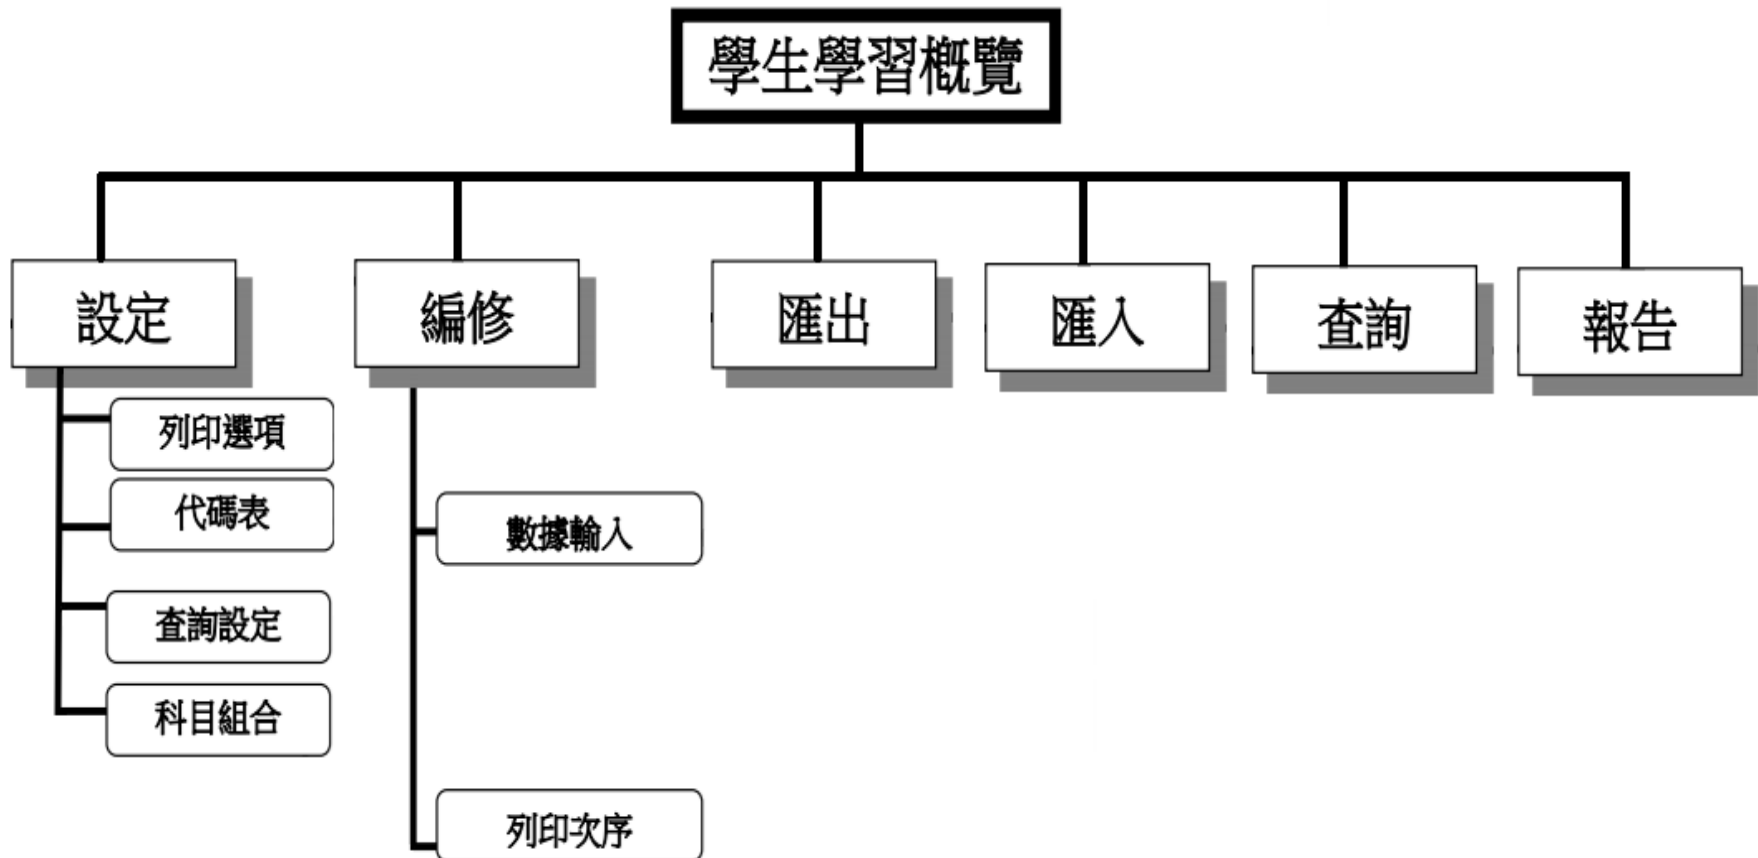 學生學習概覽
設定
編修
匯出
匯入
查詢
報告
列印選項
代碼表
查詢設定
科目組合
數據輸入
列印次序